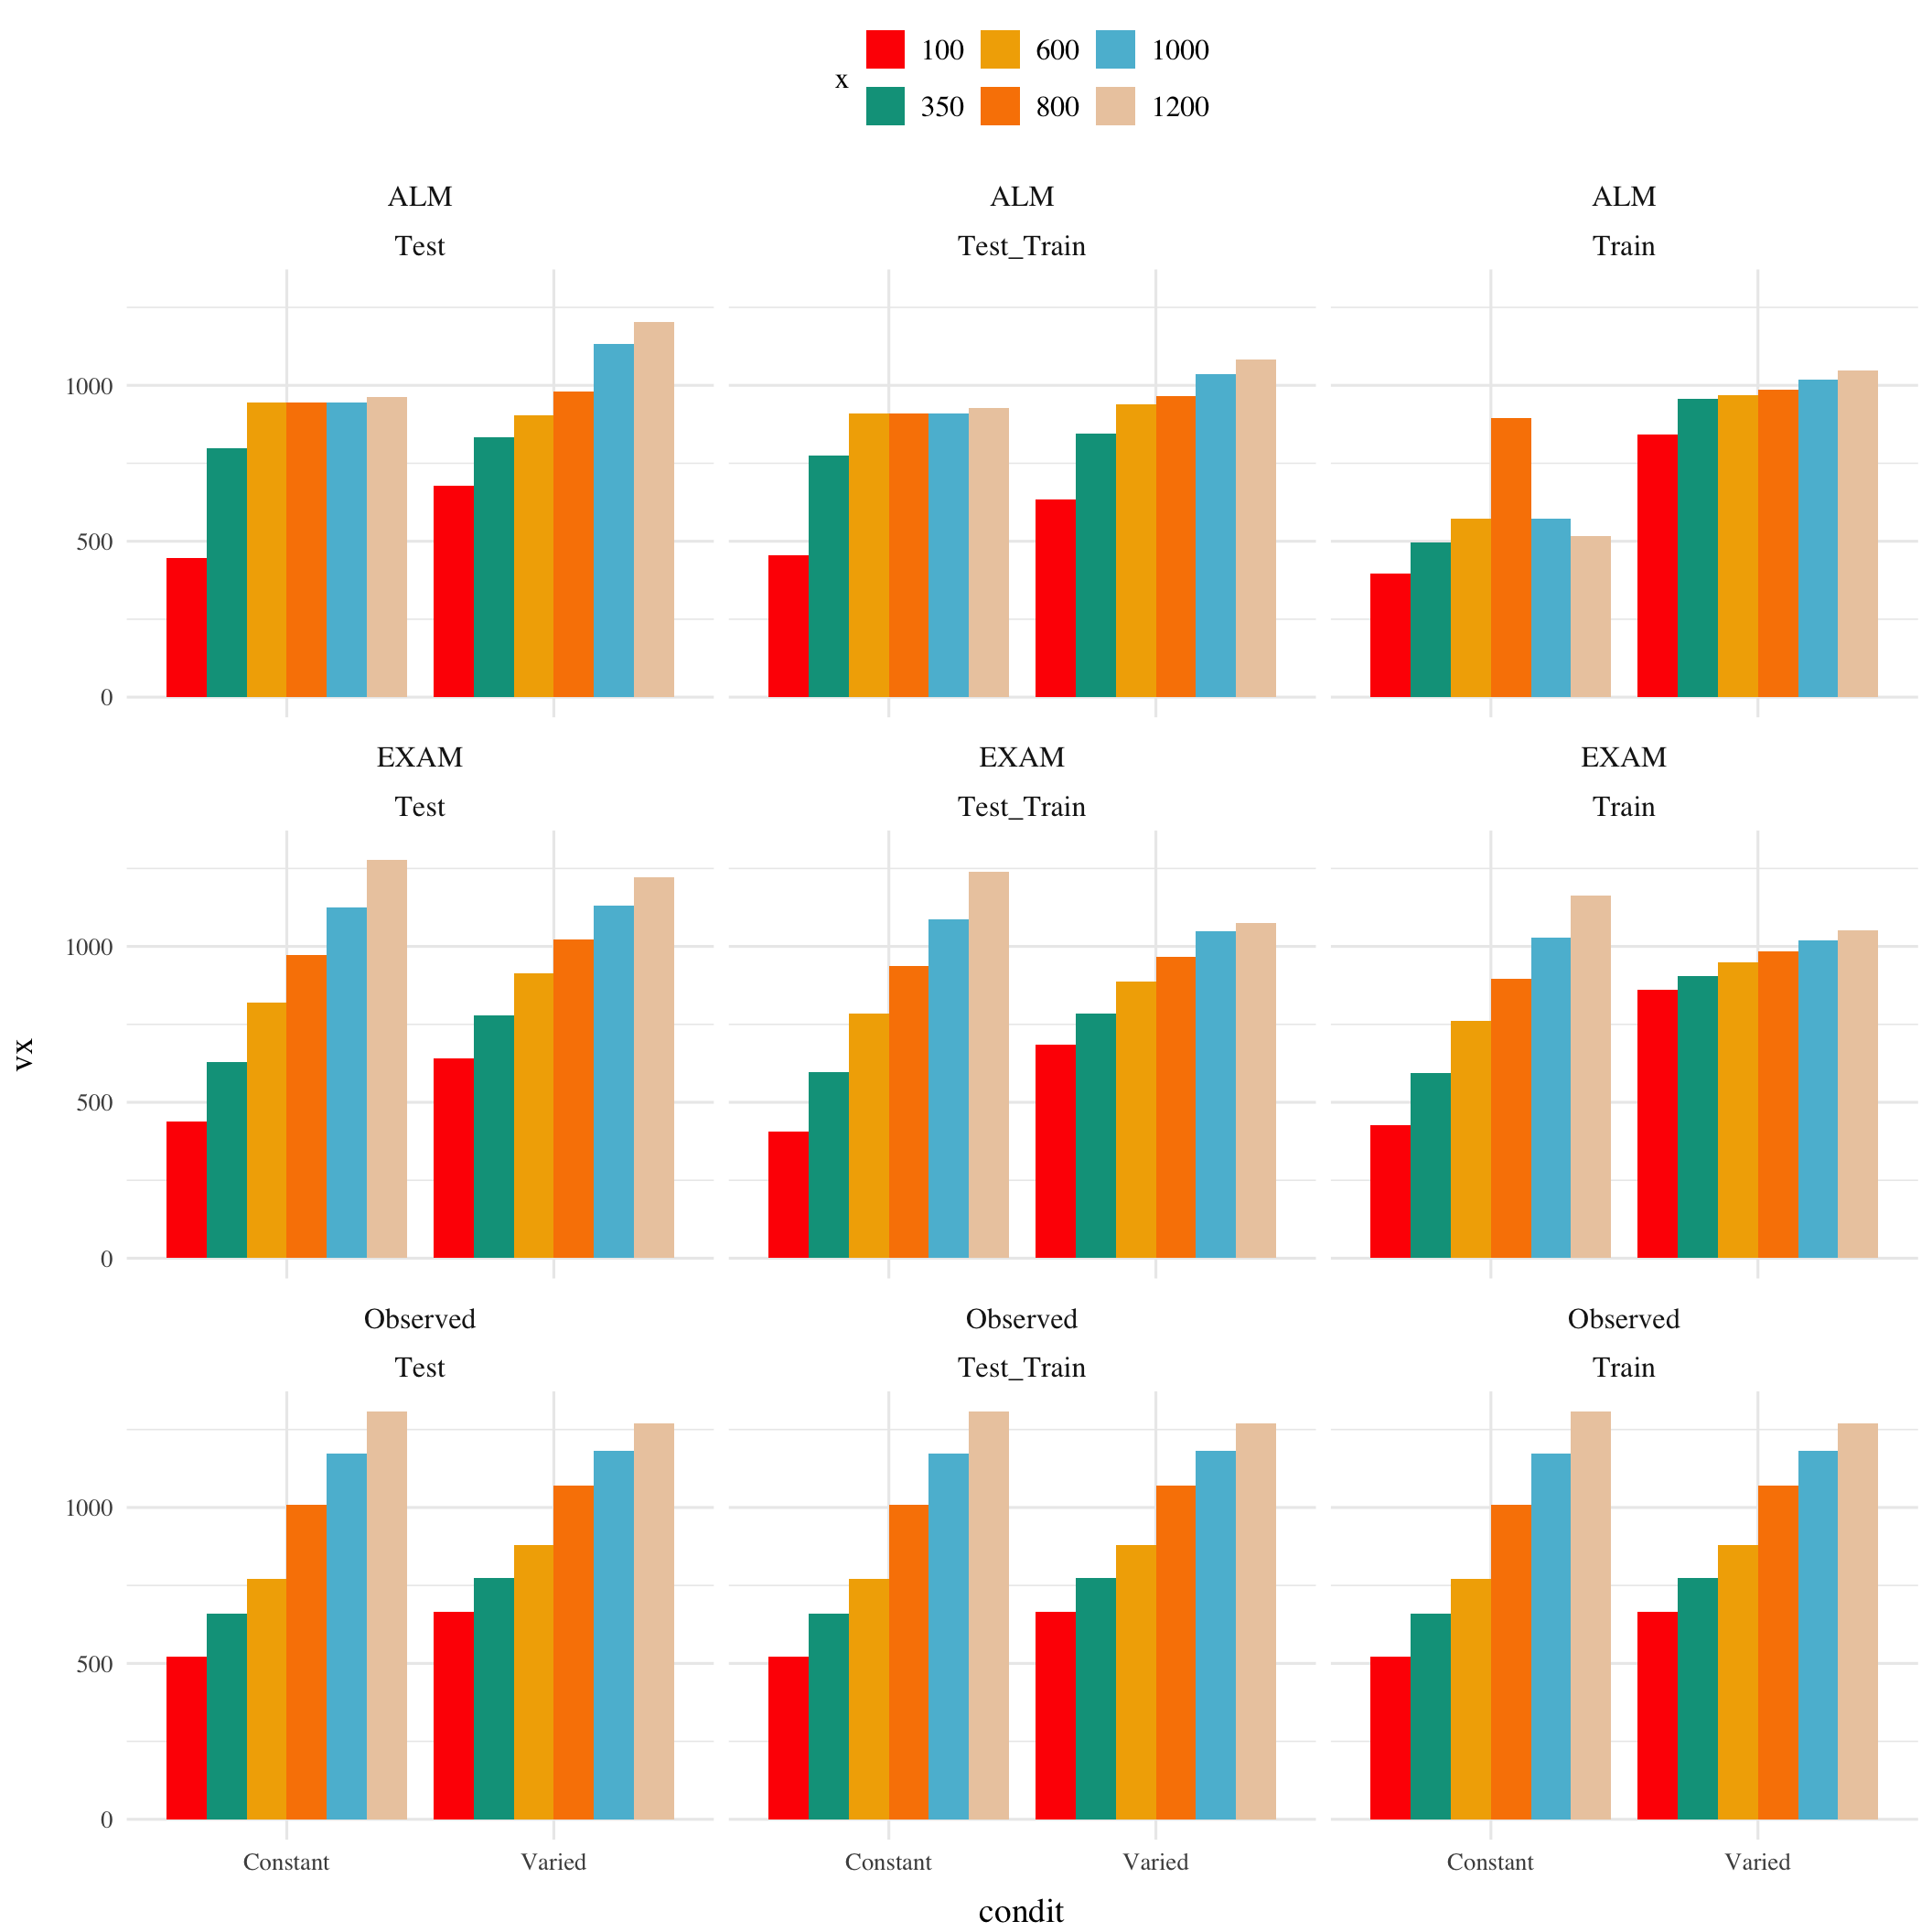 x
100 600 1000
350 800 1200
ALM ALM ALM
Test Test_Train Train
1000
500
0
EXAM EXAM EXAM
Test Test_Train Train
1000
500
0
vx
Observed Observed Observed
Test Test_Train Train
1000
500
0
Constant Varied Constant Varied Constant Varied
condit